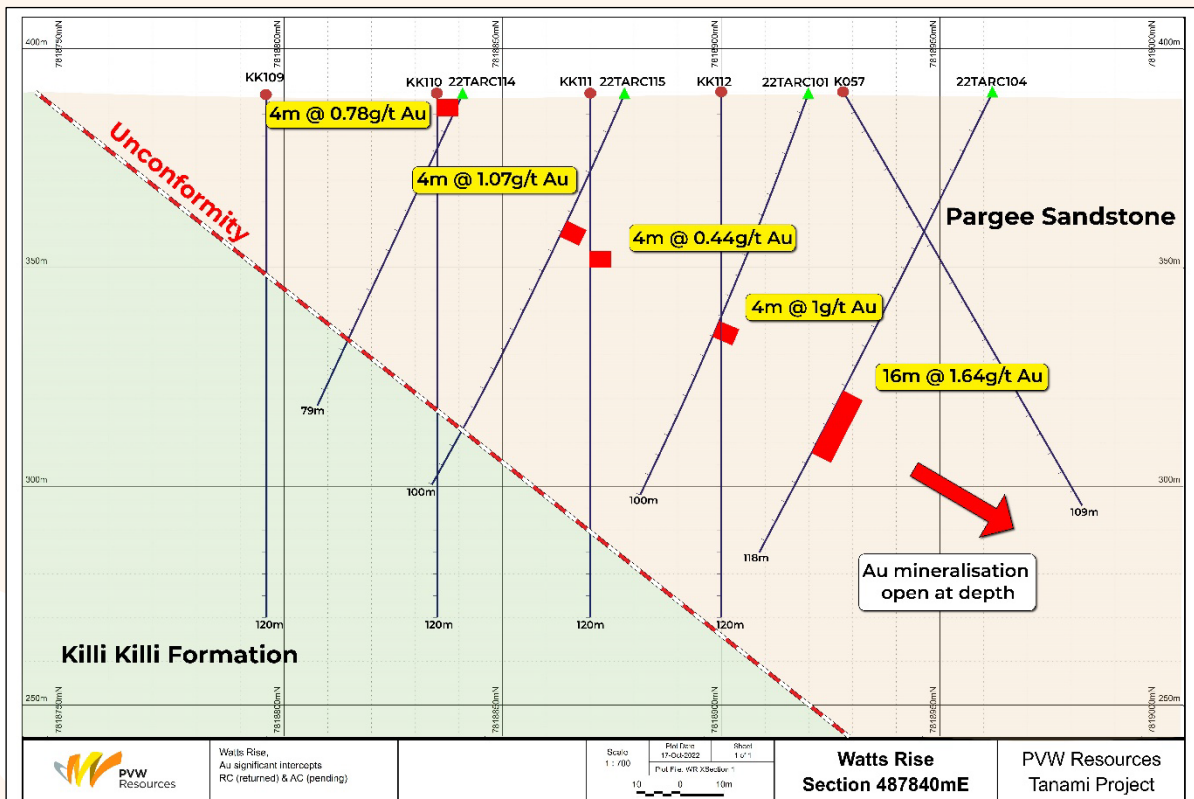 7818750mN
7818800mN
7818850mN
7818900mN
7818950mN
7819000mN
400m
400m
KK109
KK110
22TARC114
KK111
22TARC115
KK112
22TARC101
K057
22TARC104
4m @ 0.78g/t Au
Unconformity
4m @ 1.07g/t Au
Pargee Sandstone
4m @ 0.44g/t Au
350m
350m
4m @ 1g/t Au
16m @ 1.64g/t Au
79m
300m
100m
100m
300m
109m
118m
Au mineralisation
open at depth
120m
120m
120m
120m
Killi Killi Formation
250m
250m
7818750mN
7818800mN
7818850mN
7818900mN
7818950mN
7819000mN
PVW
Resources
Watts Rise,
Au significant intercepts
RC (returned) & AC (pending)
Scale
1 : 700
Plot Date
17-Oct-2022
Sheet
1 of 1
Plot File: WR XSection 1
10 0 10m
Watts Rise
Section 487840mE
PVW Resources
Tanami Project